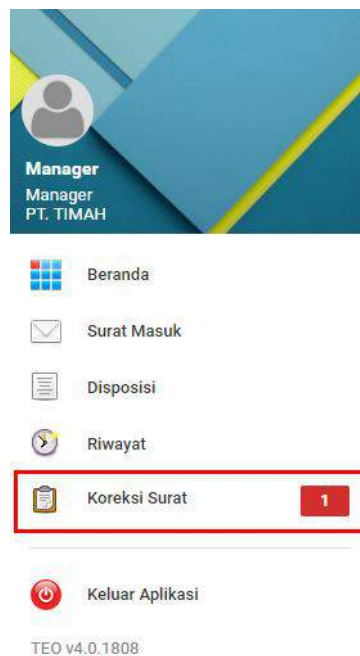 Manager
Manager
PT. TIMAH
Beranda
Surat Masuk
Disposisi
Riwayat
Koreksi Surat 1
Keluar Aplikasi
TEO v4.0.1808